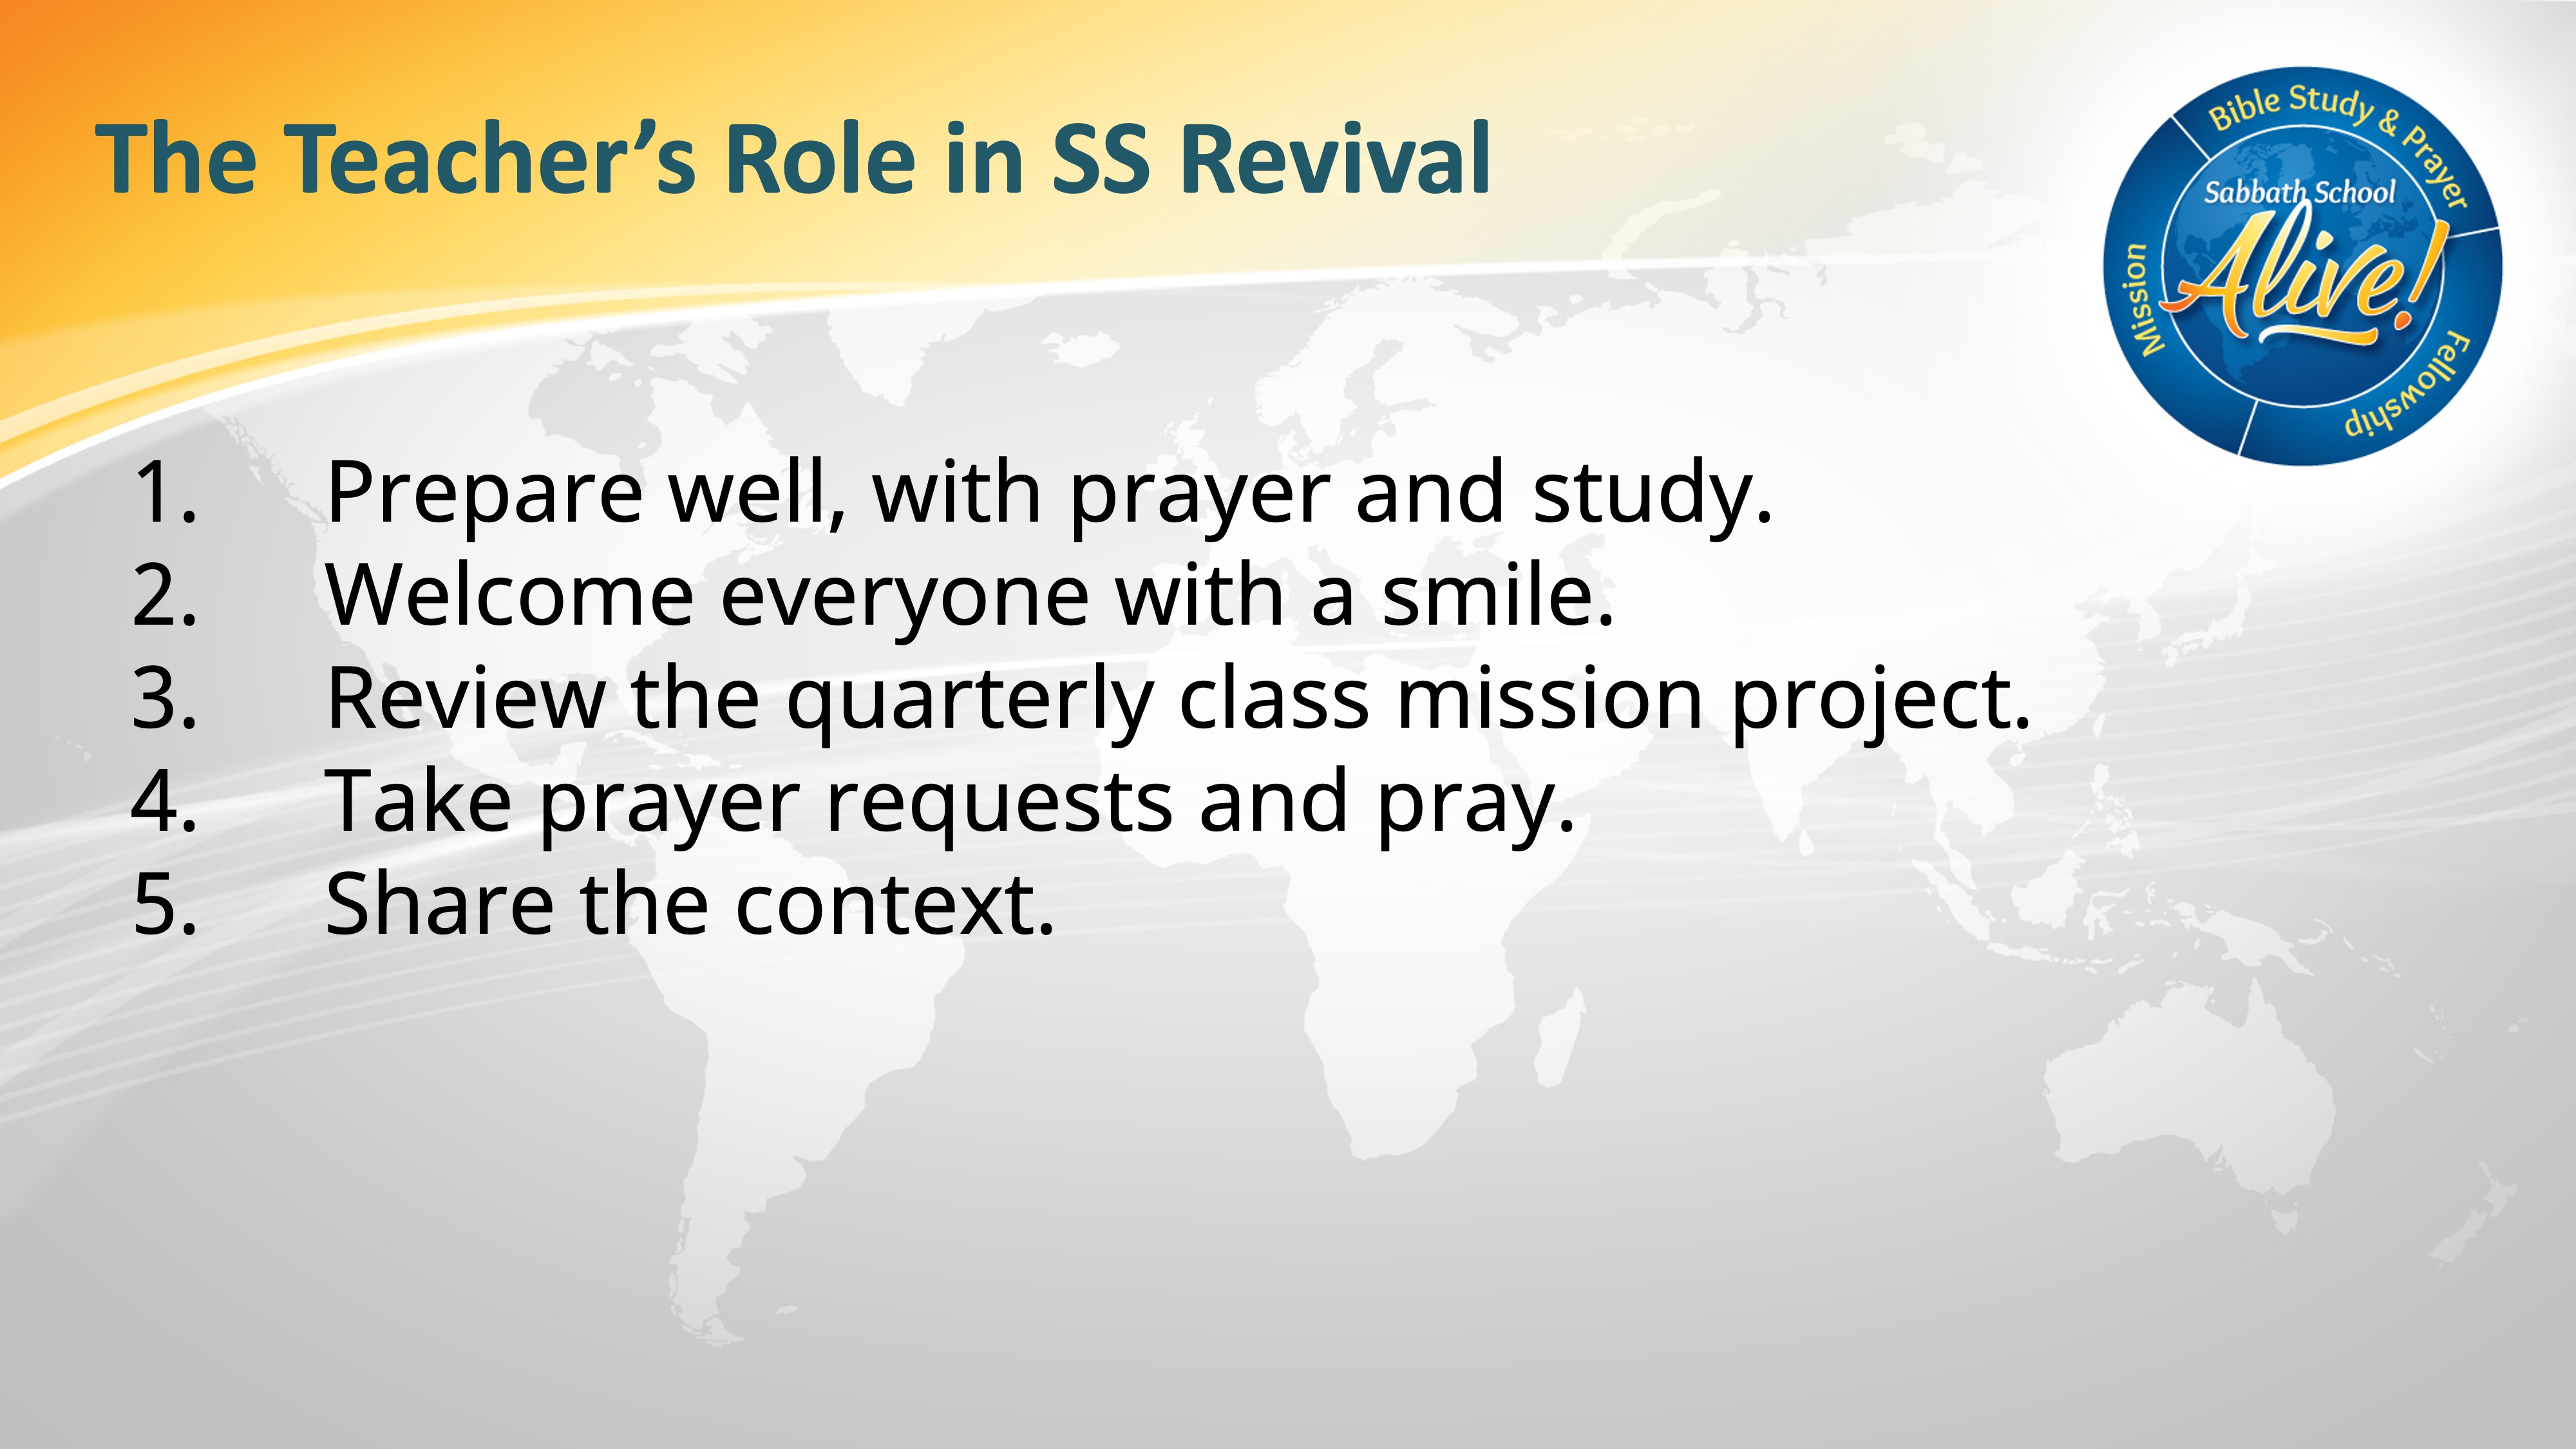 The Teacher’s Role in SS Revival
Bible Study & Prayer
Sabbath School
Alive!
Mission
Fellowship
1. Prepare well, with prayer and study.
2. Welcome everyone with a smile.
3. Review the quarterly class mission project.
4. Take prayer requests and pray.
5. Share the context.